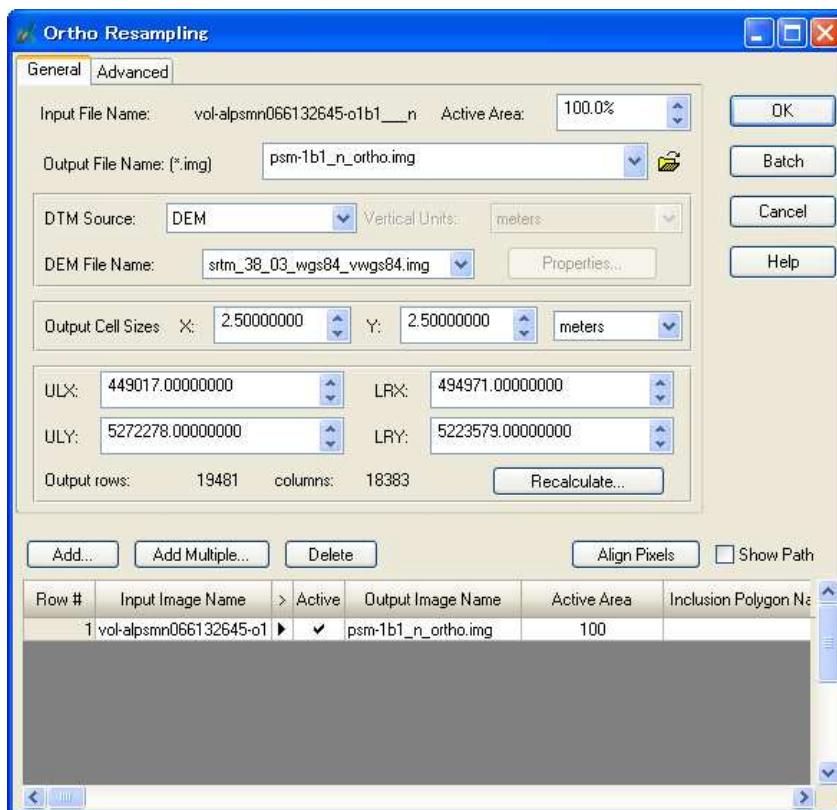 Ortho Resampling
General Advanced
Input File Name: vol-alpsmn066132645-o1b1___n Active Area: 100.0% OK
Output File Name: (*.img) psm-1b1_n_ortho.img Batch
DTM Source: DEM Vertical Units: meters Cancel
DEM File Name: srtm_38_03_wgs84_vwgs84.img Properties... Help
Output Cell Sizes X: 2.50000000 Y: 2.50000000 meters
ULX: 449017.00000000 LRX: 494971.00000000
ULY: 5272278.00000000 LRY: 5223579.00000000
Output rows: 19481 columns: 18383 Recalculate...
Add... Add Multiple... Delete Align Pixels Show Path
Row # Input Image Name > Active Output Image Name Active Area Inclusion Polygon Na
1 vol-alpsmn066132645-o1 psm-1b1_n_ortho.img 100